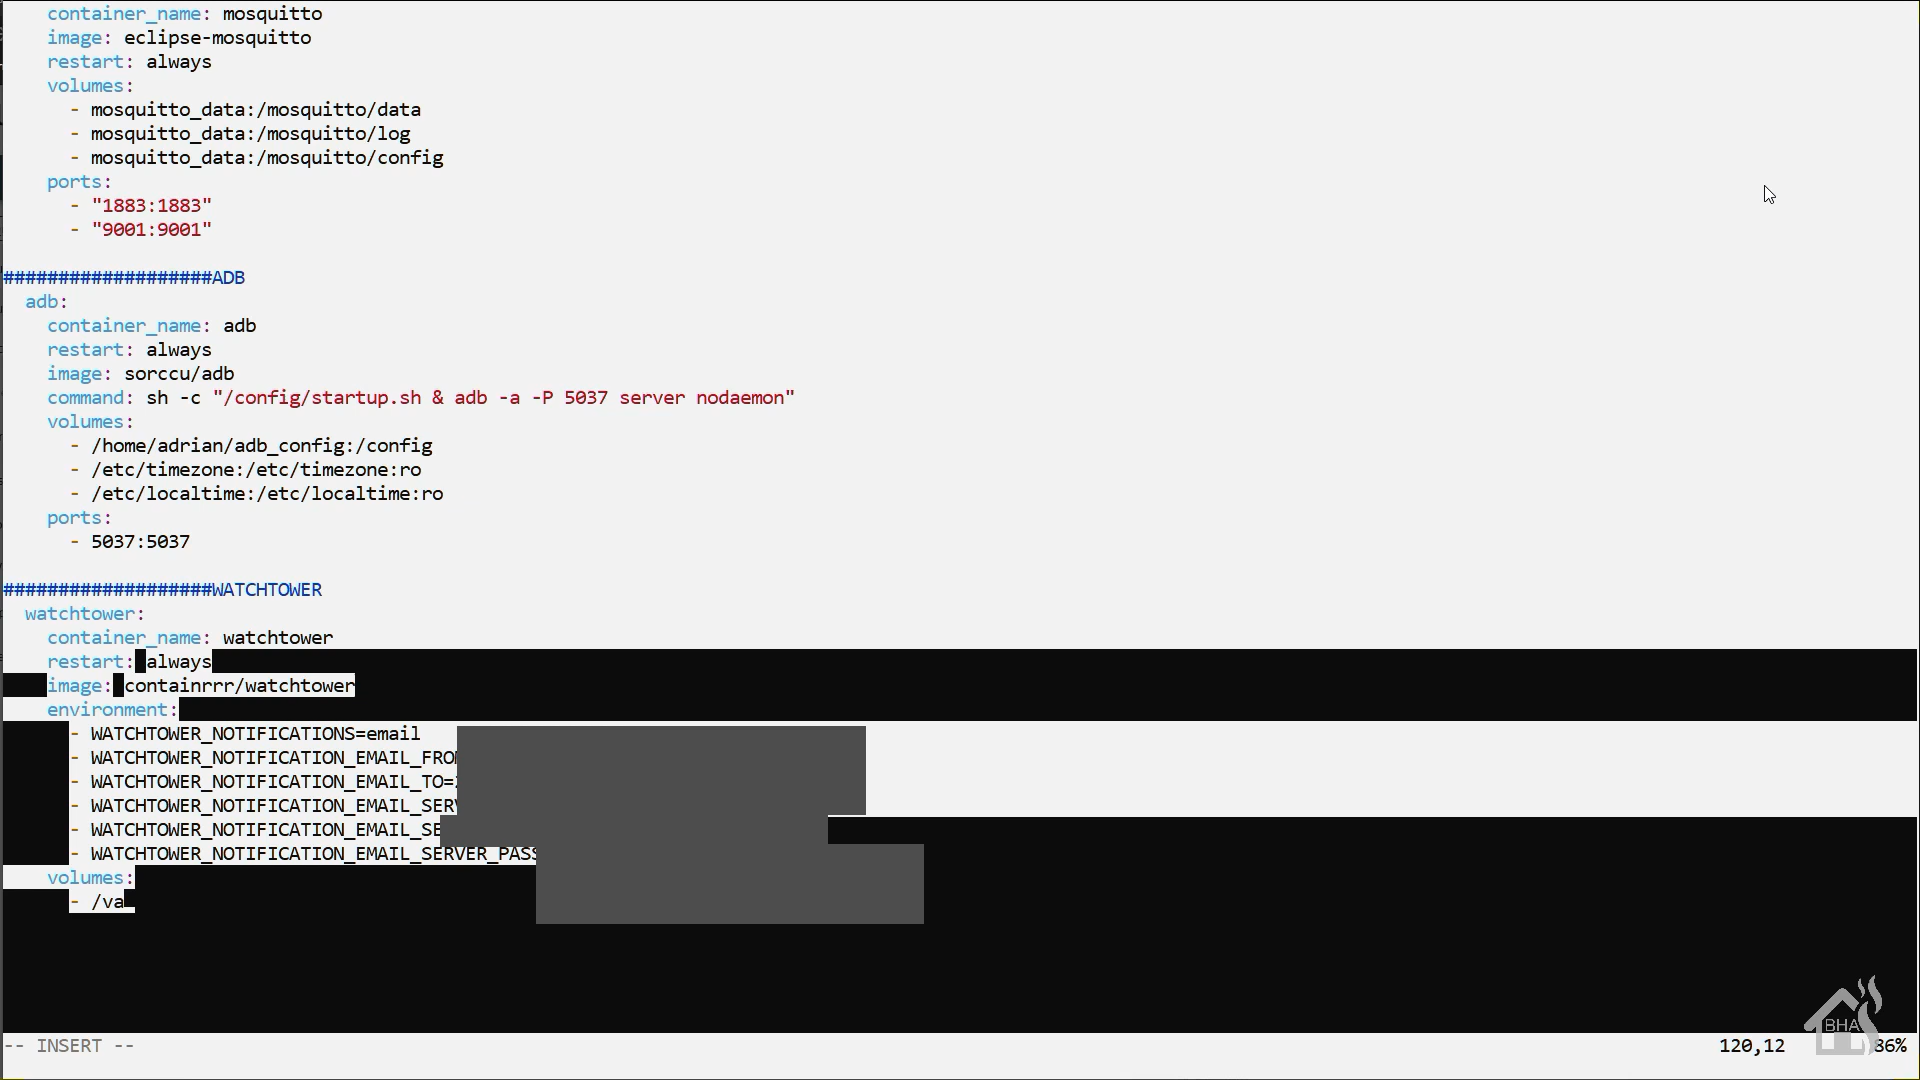 container_name: mosquitto
image: eclipse-mosquitto
restart: always
volumes:
- mosquitto_data:/mosquitto/data
- mosquitto_data:/mosquitto/log
- mosquitto_data:/mosquitto/config
ports:
- "1883:1883"
- "9001:9001"
###################ADB
adb:
container_name: adb
restart: always
image: sorccu/adb
command: sh -c "/config/startup.sh & adb -a -P 5037 server nodaemon"
volumes:
- /home/adrian/adb_config:/config
- /etc/timezone:/etc/timezone:ro
- /etc/localtime:/etc/localtime:ro
ports:
- 5037:5037
###################WATCHTOWER
watchtower:
container_name: watchtower
restart: always
image: containrrr/watchtower
environment:
- WATCHTOWER_NOTIFICATIONS=email
- WATCHTOWER_NOTIFICATION_EMAIL_FROM
- WATCHTOWER_NOTIFICATION_EMAIL_TO=
- WATCHTOWER_NOTIFICATION_EMAIL_SERV
- WATCHTOWER_NOTIFICATION_EMAIL_SE
- WATCHTOWER_NOTIFICATION_EMAIL_SERVER_PASS
volumes:
- /va
BHA
-- INSERT -- 120,12 86%